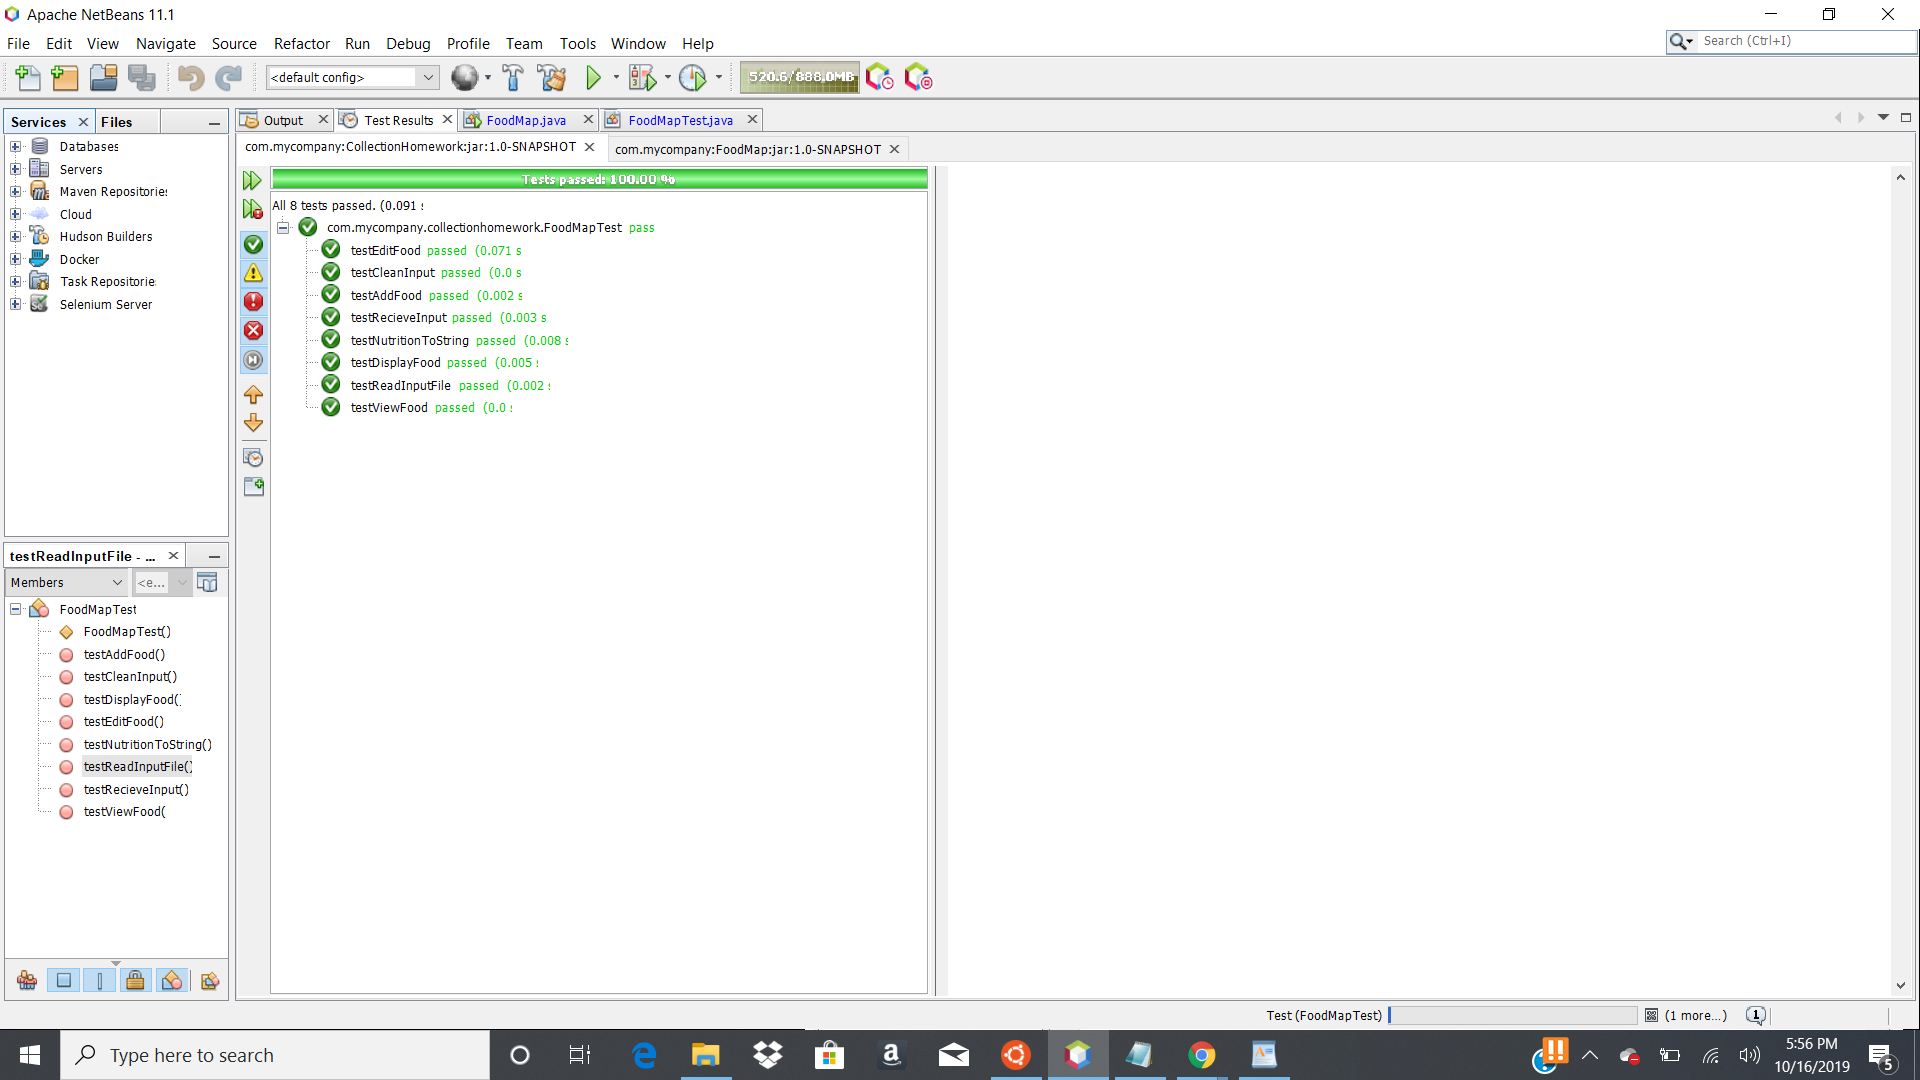 Apache NetBeans 11.1
File Edit View Navigate Source Refactor Run Debug Profile Team Tools Window Help
Search (Ctrl+I)
<default config>
520.6/888.0MB
Services
Files
Databases
Servers
Maven Repositories
Cloud
Hudson Builders
Docker
Task Repositorie
Selenium Server
Output
Test Results
FoodMap.java
FoodMapTest.java
com.mycompany:CollectionHomework:jar:1.0-SNAPSHOT
com.mycompany:FoodMap:jar:1.0-SNAPSHOT
Tests passed: 100.00 %
All 8 tests passed. (0.091 s
com.mycompany.collectionhomework.FoodMapTest pass
testEditFood passed (0.071 s
testCleanInput passed (0.0 s
testAddFood passed (0.002 s
testRecieveInput passed (0.003 s
testNutritionToString passed (0.008 s
testDisplayFood passed (0.005 s
testReadInputFile passed (0.002 s
testViewFood passed (0.0 s
testReadInputFile - ...
Members
<e...
FoodMapTest
FoodMapTest()
testAddFood()
testCleanInput()
testDisplayFood()
testEditFood()
testNutritionToString()
testReadInputFile()
testRecieveInput()
testViewFood(
Test (FoodMapTest)
(1 more...)
1
Type here to search
5:56 PM
10/16/2019
5